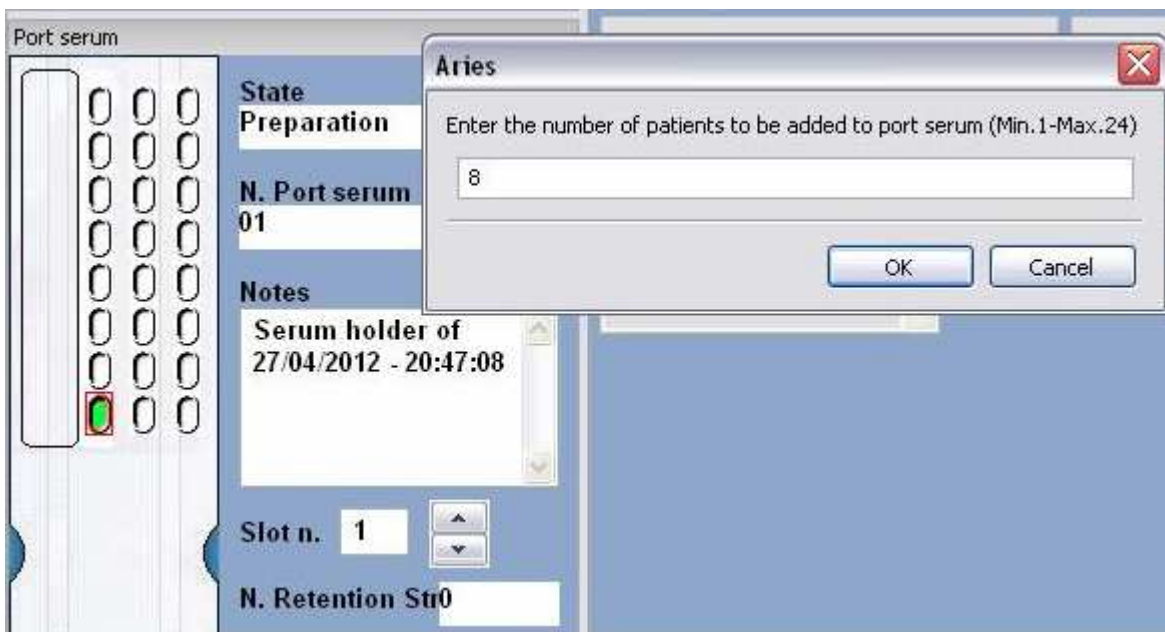 Port serum
State
Preparation
N. Port serum
01
Notes
Serum holder of
27/04/2012 - 20:47:08
Slot n. 1
N. Retention Str0
Aries
Enter the number of patients to be added to port serum (Min.1-Max.24)
8
OK Cancel